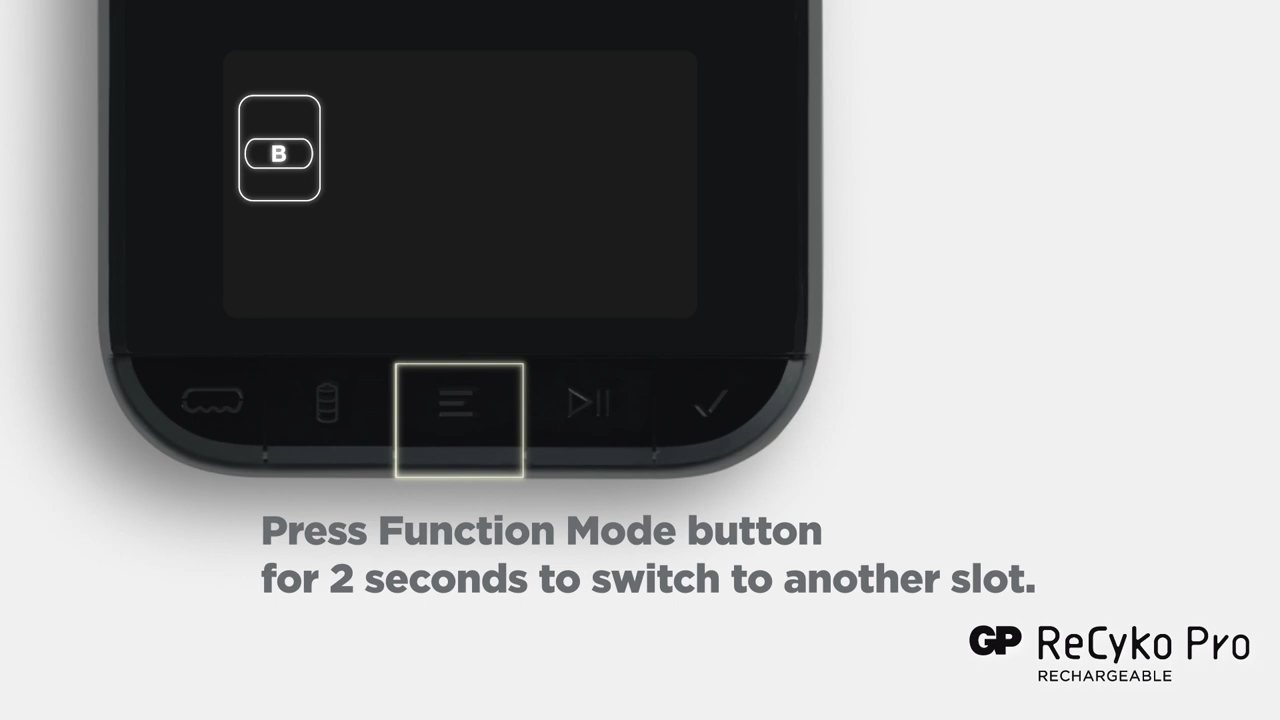 B
Press Function Mode button
for 2 seconds to switch to another slot.
GP ReCyko Pro
RECHARGEABLE